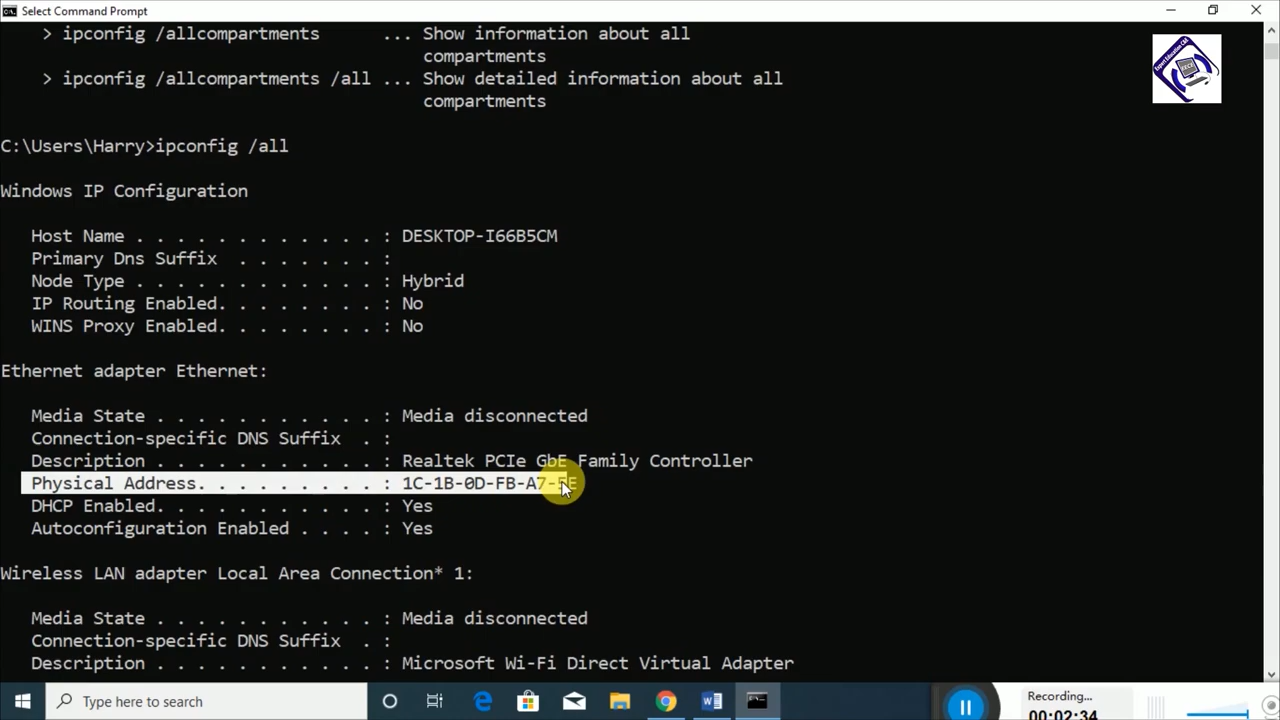 Select Command Prompt
> ipconfig /allcompartments ... Show information about all
compartments
> ipconfig /allcompartments /all ... Show detailed information about all
compartments
C:\Users\Harry>ipconfig /all
Windows IP Configuration
Host Name . . . . . . . . . . . . : DESKTOP-I66B5CM
Primary Dns Suffix . . . . . . . :
Node Type . . . . . . . . . . . . : Hybrid
IP Routing Enabled. . . . . . . . : No
WINS Proxy Enabled. . . . . . . . : No
Ethernet adapter Ethernet:
Media State . . . . . . . . . . . : Media disconnected
Connection-specific DNS Suffix . :
Description . . . . . . . . . . . : Realtek PCIe GbE Family Controller
Physical Address. . . . . . . . . : 1C-1B-0D-FB-A7-5E
DHCP Enabled. . . . . . . . . . . : Yes
Autoconfiguration Enabled . . . . : Yes
Wireless LAN adapter Local Area Connection* 1:
Media State . . . . . . . . . . . : Media disconnected
Connection-specific DNS Suffix . :
Description . . . . . . . . . . . : Microsoft Wi-Fi Direct Virtual Adapter
Type here to search
Recording...
00:02:34